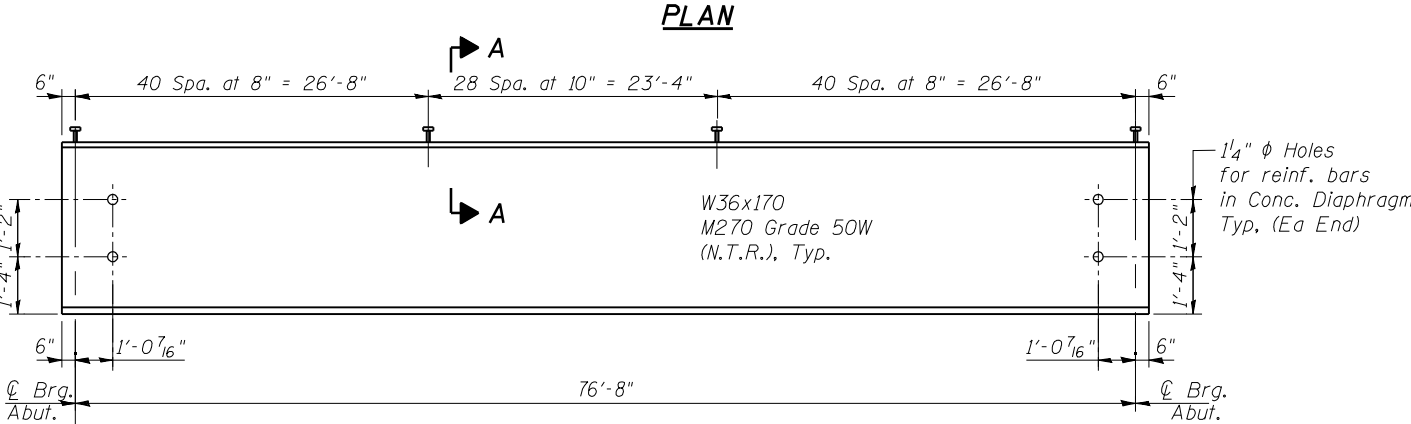 PLAN
A
6" 40 Spa. at 8" = 26'-8" 28 Spa. at 10" = 23'-4" 40 Spa. at 8" = 26'-8" 6"
1 1/4" ϕ Holes
for reinf. bars
in Conc. Diaphragm
Typ, (Ea End)
A
W36x170
M270 Grade 50W
(N.T.R.), Typ.
1'-2"
1'-4"
1'-2"
1'-4"
6" 1'-0 7/16" 1'-0 7/16" 6"
℄ Brg.
Abut.
76'-8"
℄ Brg.
Abut.